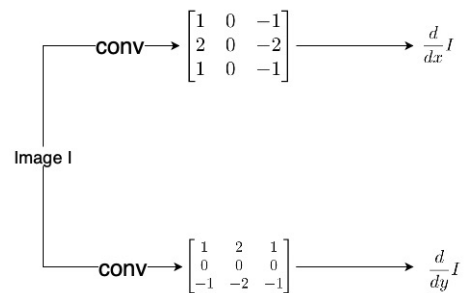 conv
1 0 −1
2 0 −2
1 0 −1
d/dx I
Image I
conv
1 2 1
0 0 0
−1 −2 −1
d/dy I